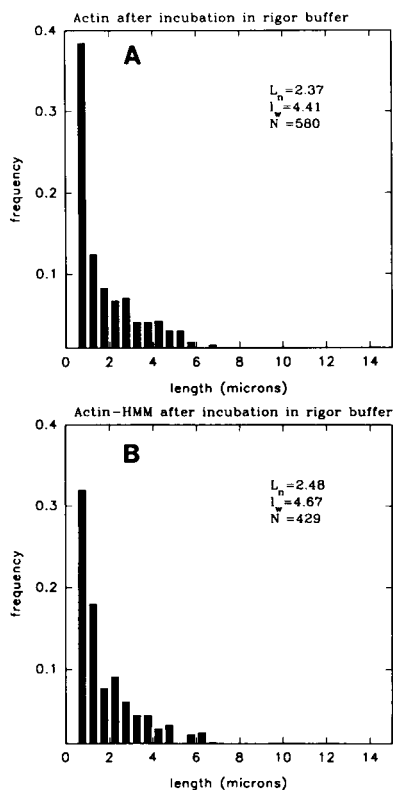 Actin after incubation in rigor buffer
A
0.4
0.3
0.2
0.1
frequency
Lₙ=2.37
l_w=4.41
N =580
0 2 4 6 8 10 12 14
length (microns)
Actin-HMM after incubation in rigor buffer
B
0.4
0.3
0.2
0.1
frequency
Lₙ=2.48
l_w=4.67
N =429
0 2 4 6 8 10 12 14
length (microns)